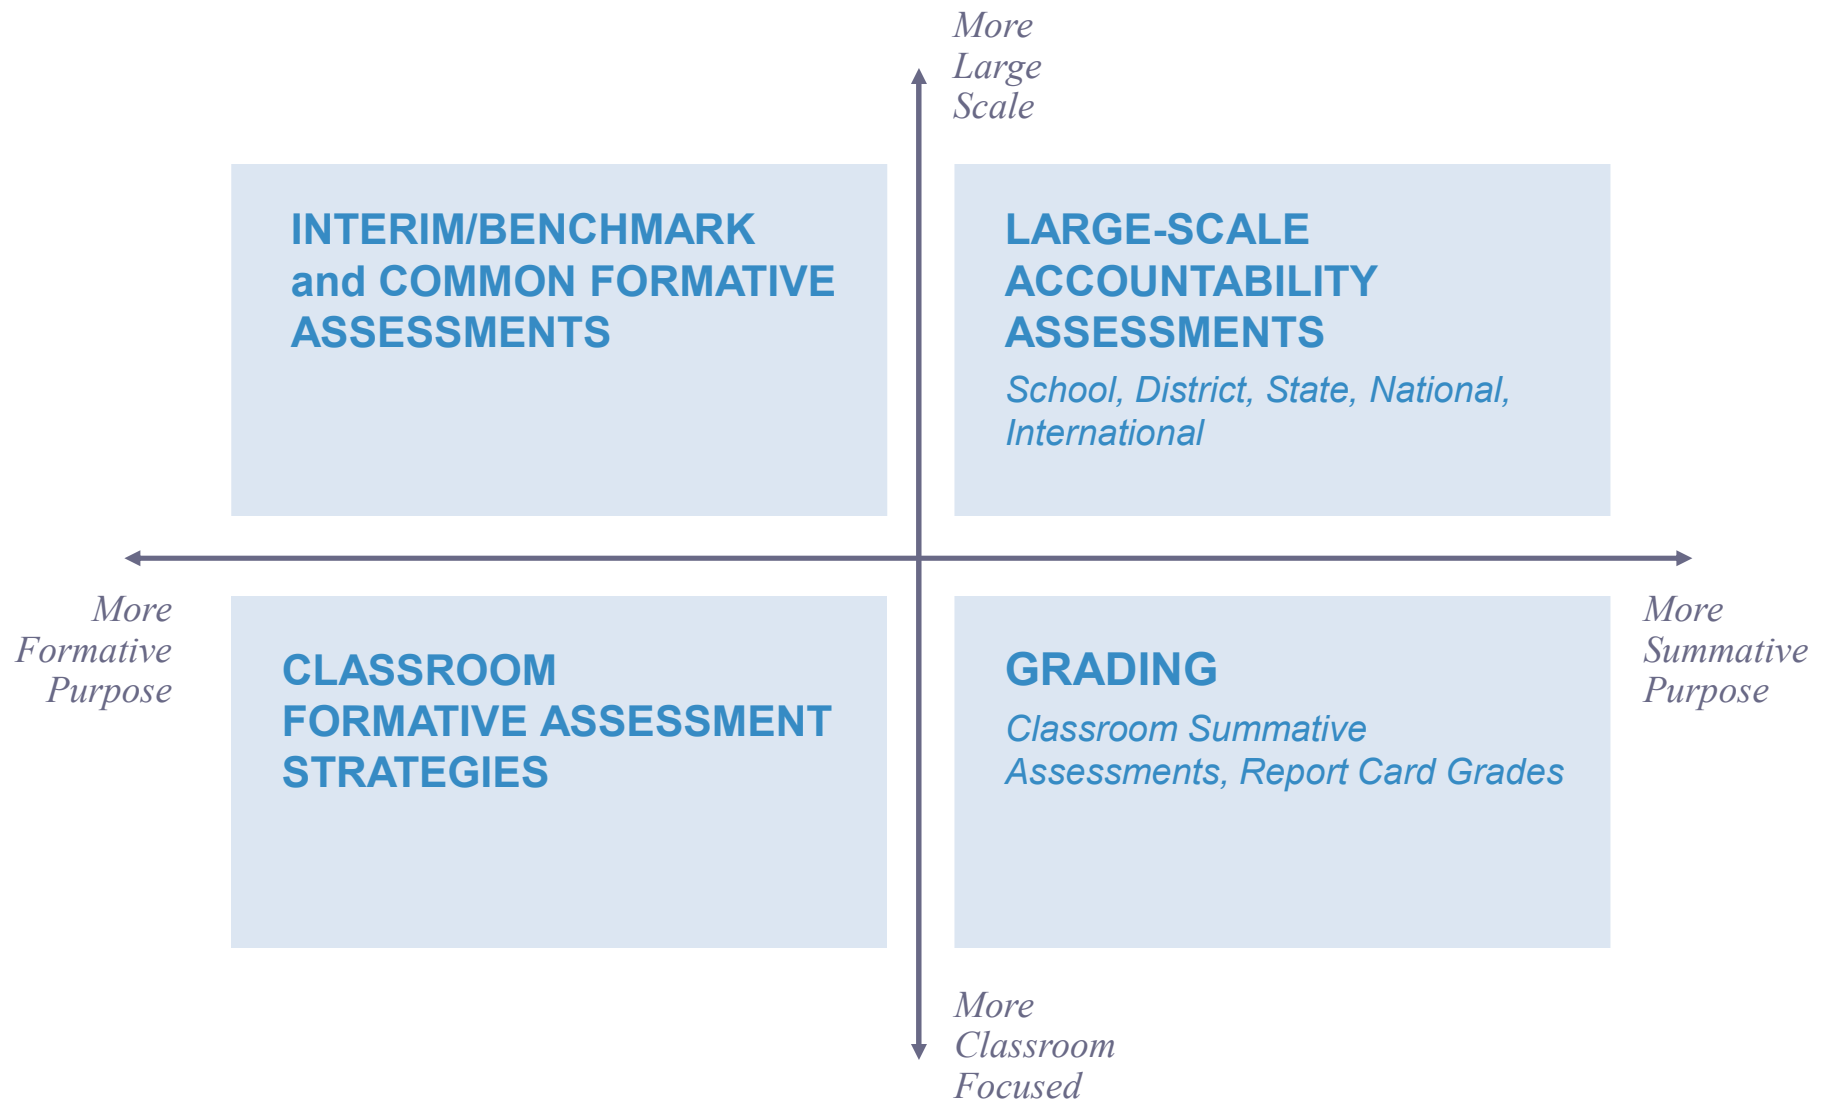 More
Large
Scale
INTERIM/BENCHMARK
and COMMON FORMATIVE
ASSESSMENTS
LARGE-SCALE
ACCOUNTABILITY
ASSESSMENTS
School, District, State, National,
International
More
Formative
Purpose
CLASSROOM
FORMATIVE ASSESSMENT
STRATEGIES
GRADING
Classroom Summative
Assessments, Report Card Grades
More
Summative
Purpose
More
Classroom
Focused